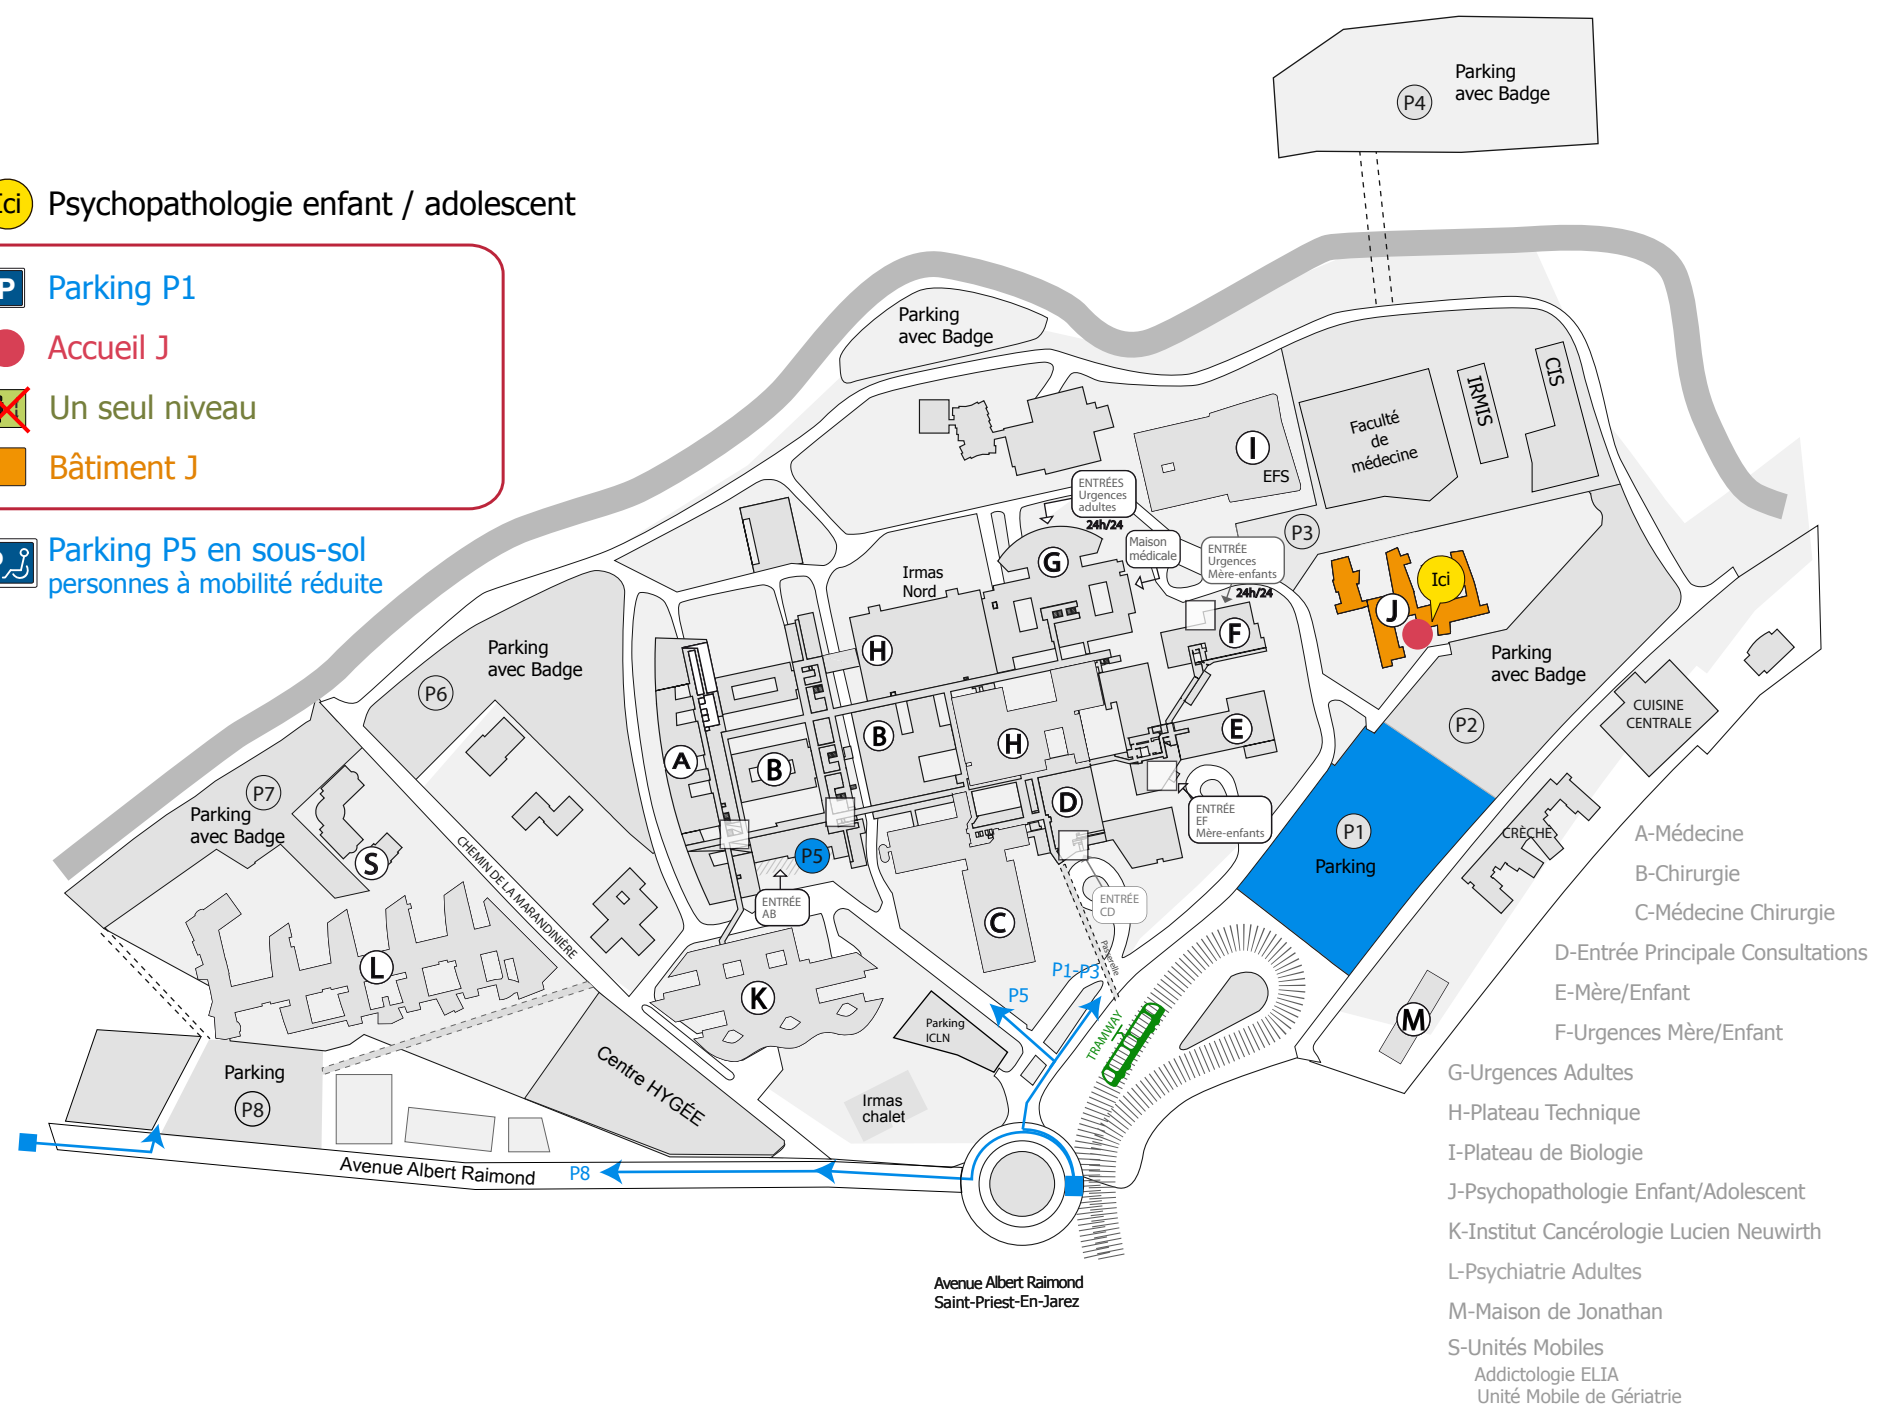 Ici
Psychopathologie enfant / adolescent
P
Parking P1
Accueil J
Un seul niveau
Bâtiment J
Parking P5 en sous-sol
personnes à mobilité réduite
P4
Parking
avec Badge
Parking
avec Badge
IRMIS
CIS
Faculté
de
médecine
I
EFS
ENTRÉES
Urgences
adultes
24h/24
Maison
médicale
ENTRÉE
Urgences
Mère-enfants
24h/24
P3
G
Irmas
Nord
Ici
J
F
H
Parking
avec Badge
P6
Parking
avec Badge
P2
CUISINE
CENTRALE
A
B
B
H
E
P7
Parking
avec Badge
D
ENTRÉE
EF
Mère-enfants
P1
Parking
CRÈCHE
S
P5
CHEMIN DE LA MARANDINIÈRE
ENTRÉE
AB
ENTRÉE
CD
C
Passerelle
L
K
P1-P3
P5
TRAMWAY
T
M
Parking
ICLN
Centre HYGÉE
Irmas
chalet
Parking
P8
Avenue Albert Raimond
P8
Avenue Albert Raimond
Saint-Priest-En-Jarez
A-Médecine
B-Chirurgie
C-Médecine Chirurgie
D-Entrée Principale Consultations
E-Mère/Enfant
F-Urgences Mère/Enfant
G-Urgences Adultes
H-Plateau Technique
I-Plateau de Biologie
J-Psychopathologie Enfant/Adolescent
K-Institut Cancérologie Lucien Neuwirth
L-Psychiatrie Adultes
M-Maison de Jonathan
S-Unités Mobiles
Addictologie ELIA
Unité Mobile de Gériatrie